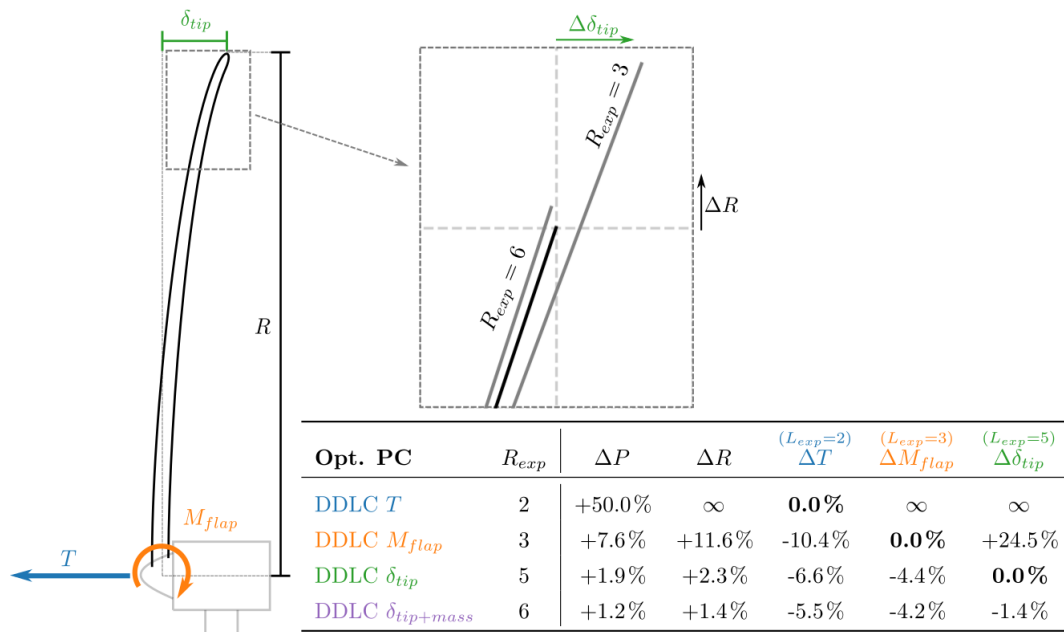 δ_tip
Δδ_tip
R_exp = 3
ΔR
R_exp = 6
R
M_flap
T
(L_exp=2) (L_exp=3) (L_exp=5)
Opt. PC R_exp ΔP ΔR ΔT ΔM_flap Δδ_tip
DDLC T 2 +50.0% ∞ 0.0% ∞ ∞
DDLC M_flap 3 +7.6% +11.6% -10.4% 0.0% +24.5%
DDLC δ_tip 5 +1.9% +2.3% -6.6% -4.4% 0.0%
DDLC δ_tip+mass 6 +1.2% +1.4% -5.5% -4.2% -1.4%